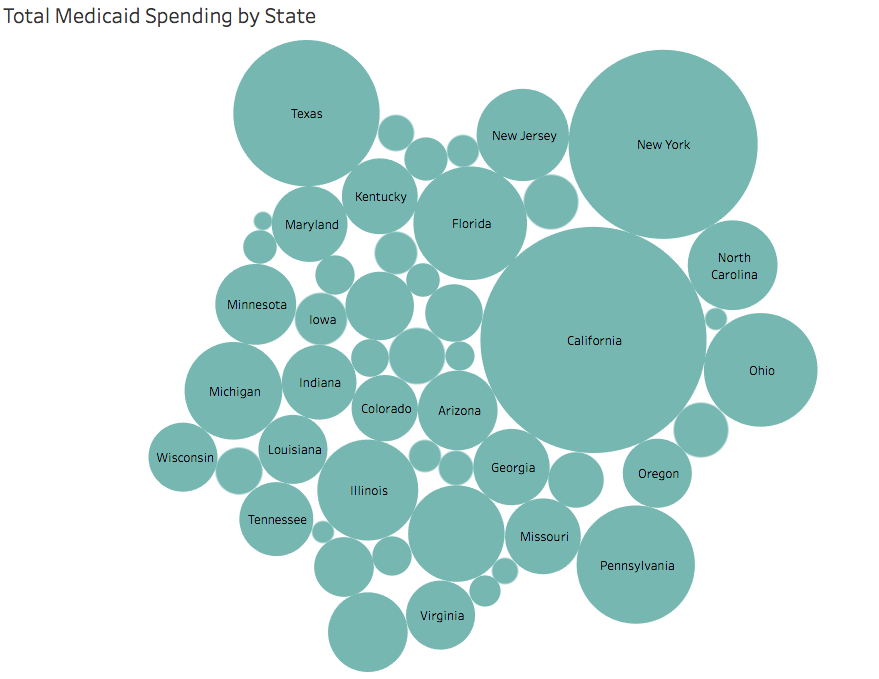 Total Medicaid Spending by State
Texas
New Jersey
New York
Kentucky
Maryland
Florida
North
Carolina
Minnesota
Iowa
California
Ohio
Michigan
Indiana
Colorado
Arizona
Wisconsin
Louisiana
Georgia
Oregon
Illinois
Tennessee
Missouri
Pennsylvania
Virginia